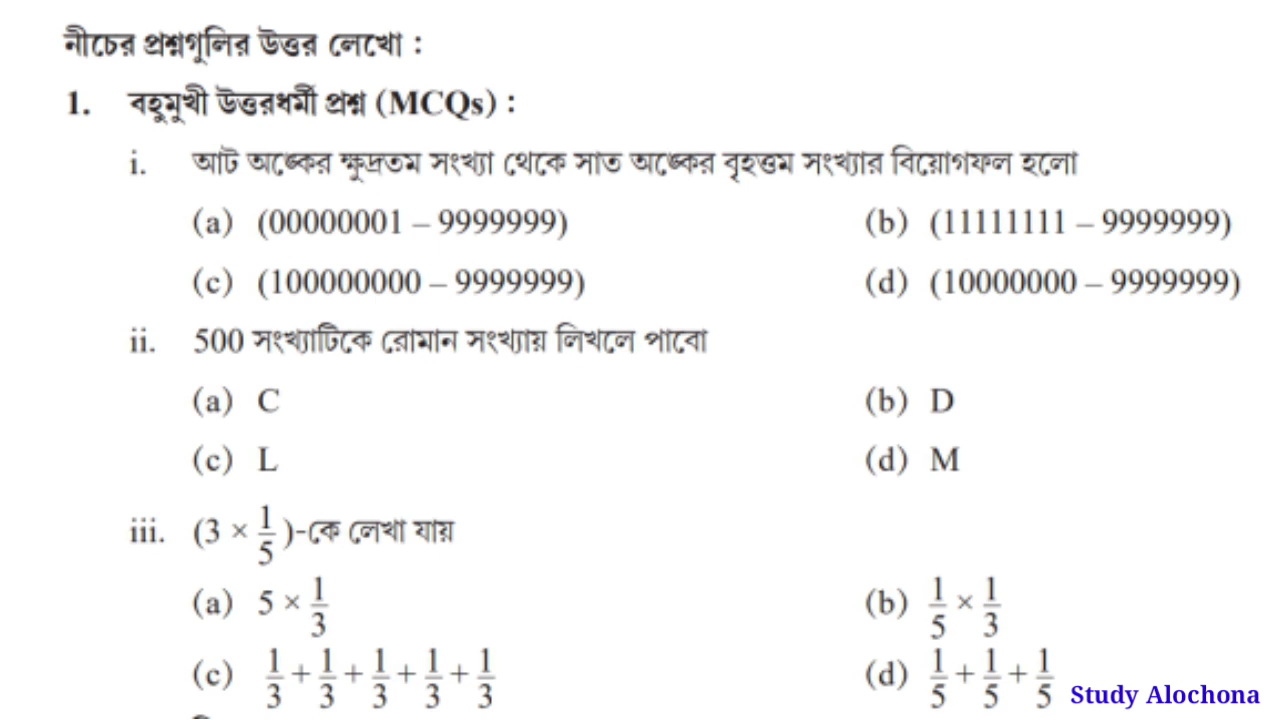 নীচের প্রশ্নগুলির উত্তর লেখো :
1. বহুমুখী উত্তরধর্মী প্রশ্ন (MCQs) :
i. আট অঙ্কের ক্ষুদ্রতম সংখ্যা থেকে সাত অঙ্কের বৃহত্তম সংখ্যার বিয়োগফল হলো
(a) (00000001 – 9999999) (b) (11111111 – 9999999)
(c) (100000000 – 9999999) (d) (10000000 – 9999999)
ii. 500 সংখ্যাটিকে রোমান সংখ্যায় লিখলে পাবো
(a) C (b) D
(c) L (d) M
iii. (3 × 1/5)-কে লেখা যায়
(a) 5 × 1/3 (b) 1/5 × 1/3
(c) 1/3 + 1/3 + 1/3 + 1/3 + 1/3 (d) 1/5 + 1/5 + 1/5
Study Alochona